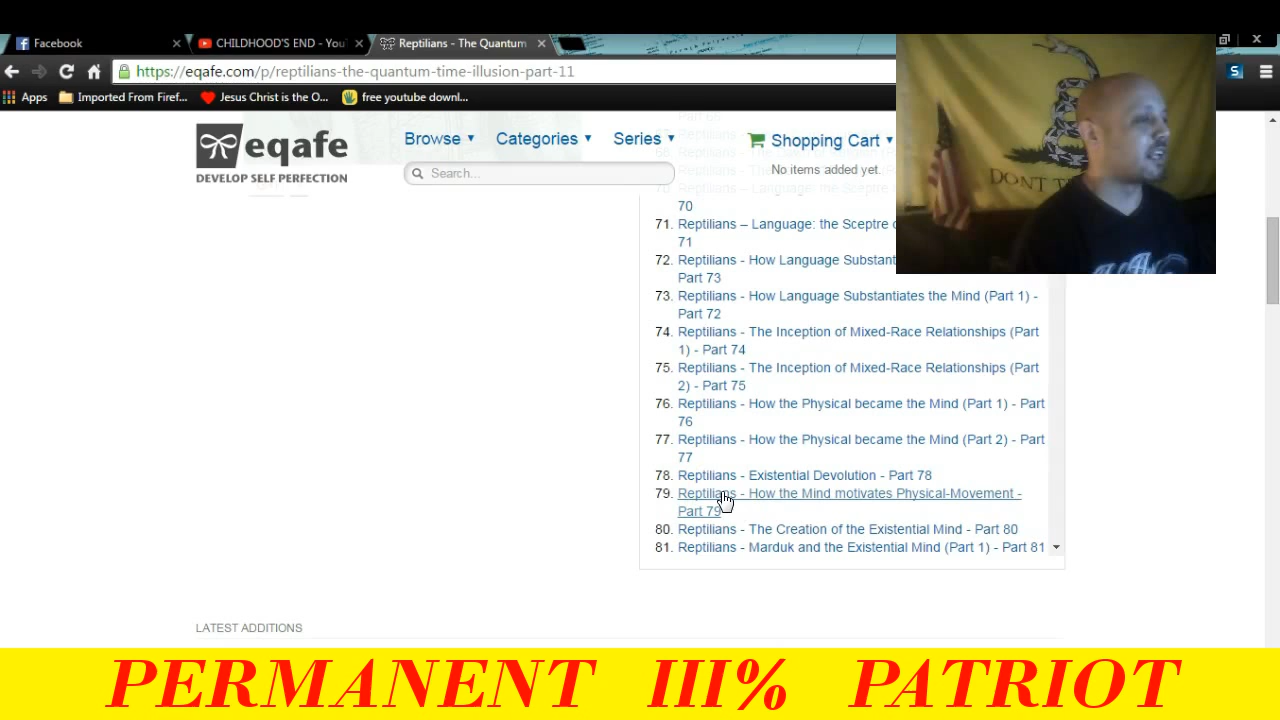 Facebook
CHILDHOOD'S END - You
Reptilians - The Quantum
https://eqafe.com/p/reptilians-the-quantum-time-illusion-part-11
S
Apps
Imported From Firef...
Jesus Christ is the O...
free youtube downl...
eqafe
DEVELOP SELF PERFECTION
Browse
Categories
Series
Shopping Cart
Search...
No items added yet.
DON'T T
70
71. Reptilians – Language: the Sceptre
71
72. Reptilians - How Language Substant
Part 73
73. Reptilians - How Language Substantiates the Mind (Part 1) -
Part 72
74. Reptilians - The Inception of Mixed-Race Relationships (Part
1) - Part 74
75. Reptilians - The Inception of Mixed-Race Relationships (Part
2) - Part 75
76. Reptilians - How the Physical became the Mind (Part 1) - Part
76
77. Reptilians - How the Physical became the Mind (Part 2) - Part
77
78. Reptilians - Existential Devolution - Part 78
79. Reptilians - How the Mind motivates Physical-Movement -
Part 79
80. Reptilians - The Creation of the Existential Mind - Part 80
81. Reptilians - Marduk and the Existential Mind (Part 1) - Part 81
LATEST ADDITIONS
PERMANENT III% PATRIOT